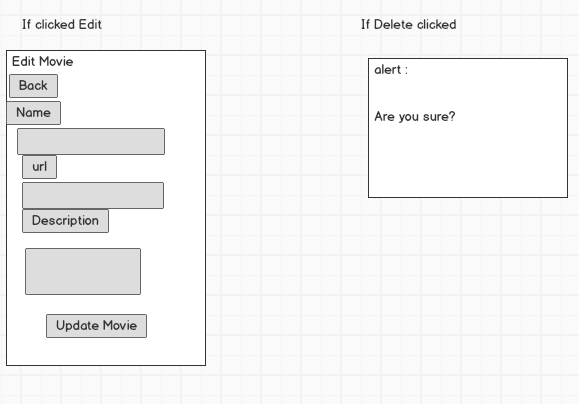 If clicked Edit
Edit Movie
Back
Name
url
Description
Update Movie
If Delete clicked
alert :
Are you sure?